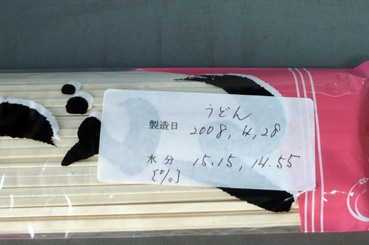 うどん
製造日 2008, 4, 28
水分 15.15, 14.55
[%]